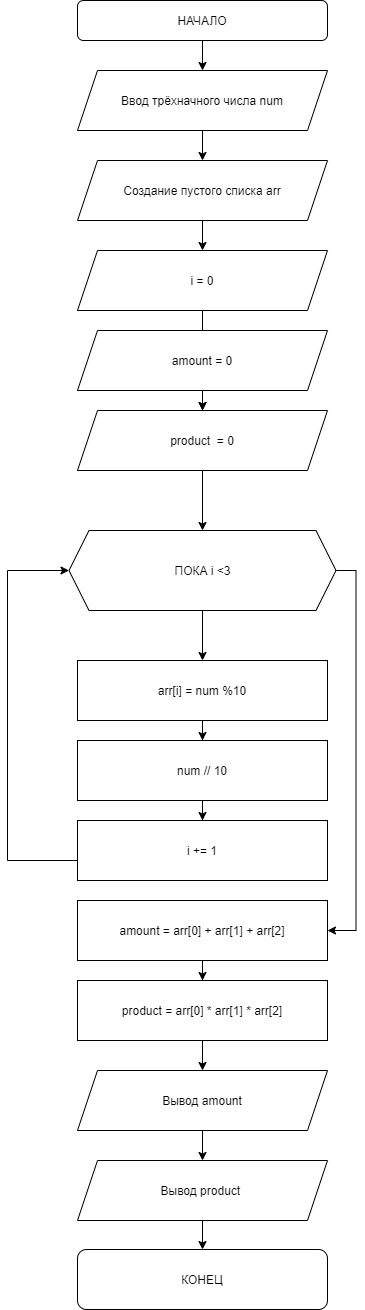 НАЧАЛО
Ввод трёхначного числа num
Создание пустого списка arr
i = 0
amount = 0
product = 0
ПОКА i <3
arr[i] = num %10
num // 10
i += 1
amount = arr[0] + arr[1] + arr[2]
product = arr[0] * arr[1] * arr[2]
Вывод amount
Вывод product
КОНЕЦ